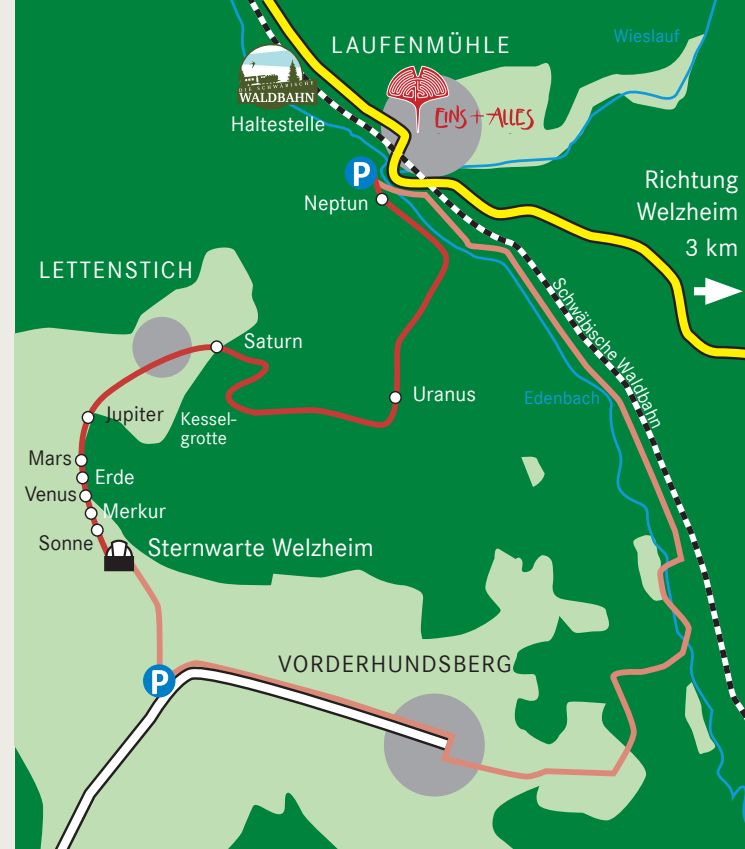 LAUFENMÜHLE
Wieslauf
DIE SCHWÄBISCHE
WALDBAHN
Haltestelle
EINS + ALLES
P
Neptun
Richtung
Welzheim
3 km
LETTENSTICH
Saturn
Schwäbische Waldbahn
Uranus
Edenbach
Jupiter
Kessel-
grotte
Mars
Erde
Venus
Merkur
Sonne
Sternwarte Welzheim
VORDERHUNDSBERG
P